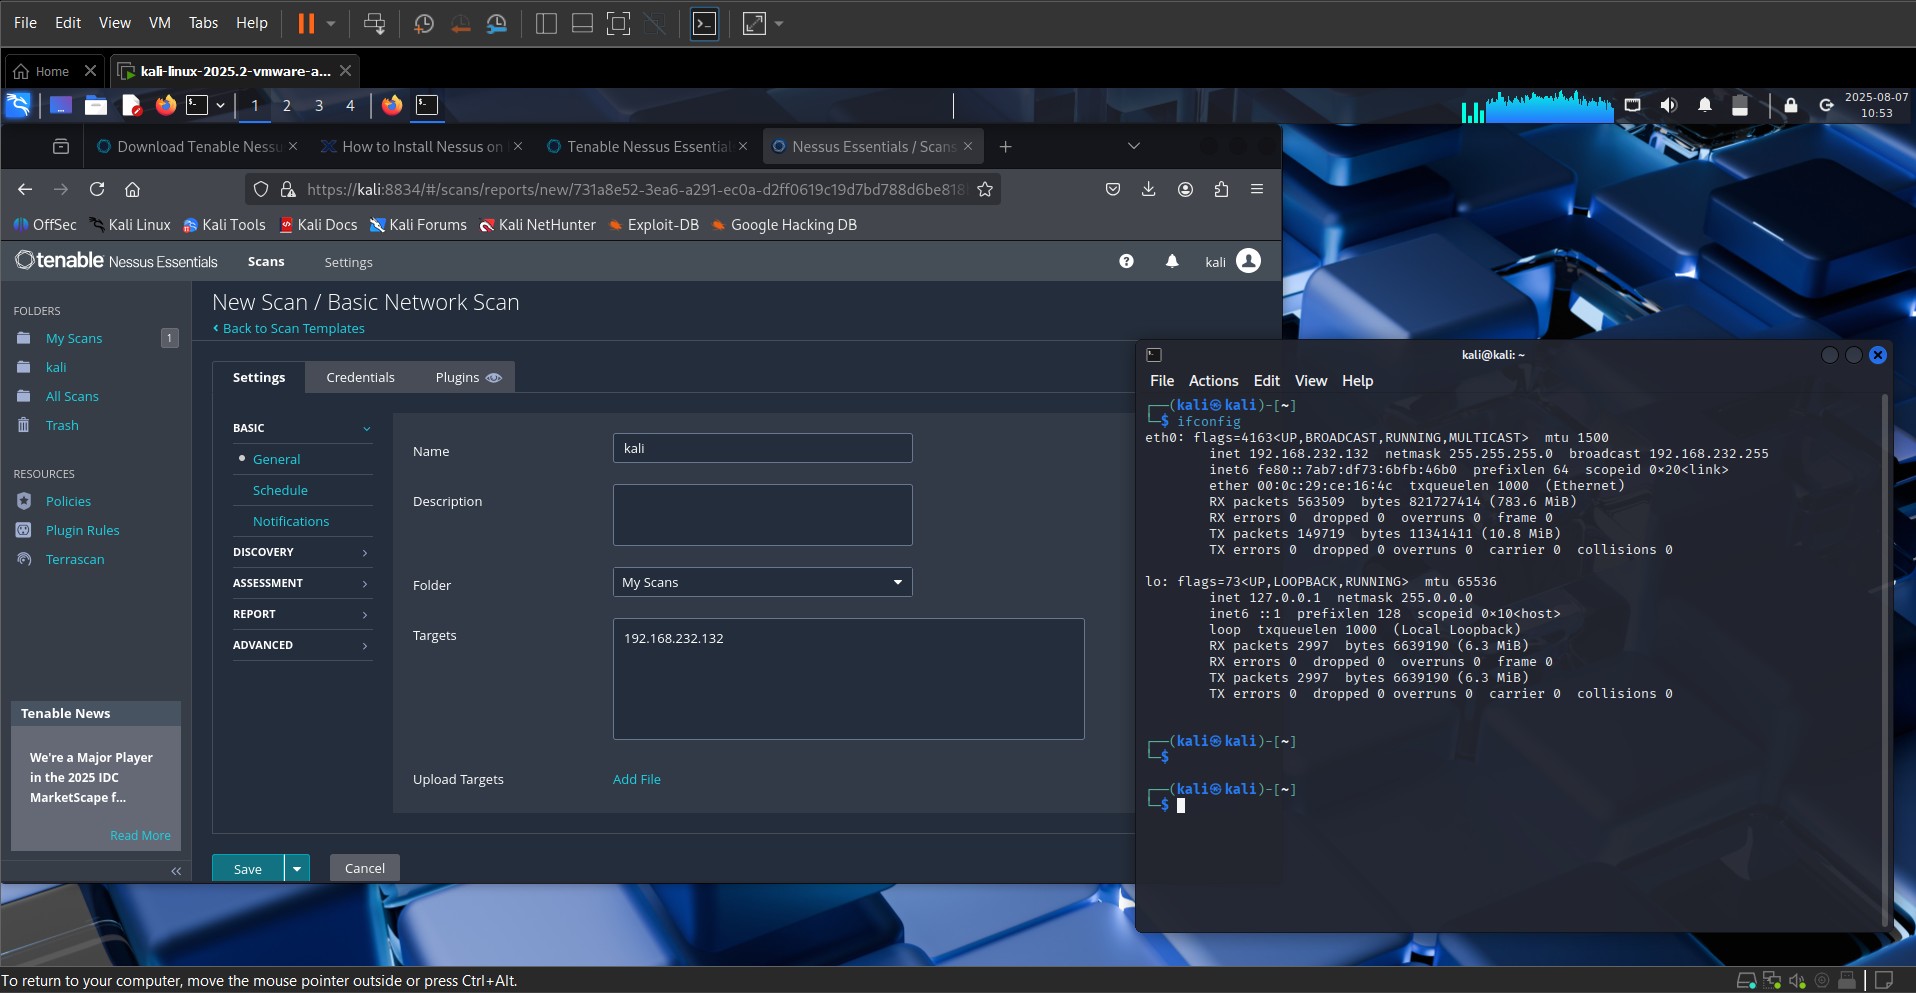 File Edit View VM Tabs Help
Home
kali-linux-2025.2-vmware-a...
1 2 3 4
2025-08-07
10:53
Download Tenable Nessu
How to Install Nessus on
Tenable Nessus Essential
Nessus Essentials / Scans
https://kali:8834/#/scans/reports/new/731a8e52-3ea6-a291-ec0a-d2ff0619c19d7bd788d6be818
OffSec Kali Linux Kali Tools Kali Docs Kali Forums Kali NetHunter Exploit-DB Google Hacking DB
tenable Nessus Essentials Scans Settings kali
FOLDERS
My Scans 1
kali
All Scans
Trash
RESOURCES
Policies
Plugin Rules
Terrascan
Tenable News
We're a Major Player
in the 2025 IDC
MarketScape f...
Read More
New Scan / Basic Network Scan
Back to Scan Templates
Settings Credentials Plugins
BASIC
General
Schedule
Notifications
DISCOVERY
ASSESSMENT
REPORT
ADVANCED
Name kali
Description
Folder My Scans
Targets 192.168.232.132
Upload Targets Add File
Save Cancel
kali@kali: ~
File Actions Edit View Help
┌──(kali㉿kali)-[~]
└─$ ifconfig
eth0: flags=4163<UP,BROADCAST,RUNNING,MULTICAST>  mtu 1500
inet 192.168.232.132  netmask 255.255.255.0  broadcast 192.168.232.255
inet6 fe80::7ab7:df73:6bfb:46b0  prefixlen 64  scopeid 0×20<link>
ether 00:0c:29:ce:16:4c  txqueuelen 1000  (Ethernet)
RX packets 563509  bytes 821727414 (783.6 MiB)
RX errors 0  dropped 0  overruns 0  frame 0
TX packets 149719  bytes 11341411 (10.8 MiB)
TX errors 0  dropped 0 overruns 0  carrier 0  collisions 0
lo: flags=73<UP,LOOPBACK,RUNNING>  mtu 65536
inet 127.0.0.1  netmask 255.0.0.0
inet6 ::1  prefixlen 128  scopeid 0×10<host>
loop  txqueuelen 1000  (Local Loopback)
RX packets 2997  bytes 6639190 (6.3 MiB)
RX errors 0  dropped 0  overruns 0  frame 0
TX packets 2997  bytes 6639190 (6.3 MiB)
TX errors 0  dropped 0 overruns 0  carrier 0  collisions 0
┌──(kali㉿kali)-[~]
└─$
┌──(kali㉿kali)-[~]
└─$
To return to your computer, move the mouse pointer outside or press Ctrl+Alt.